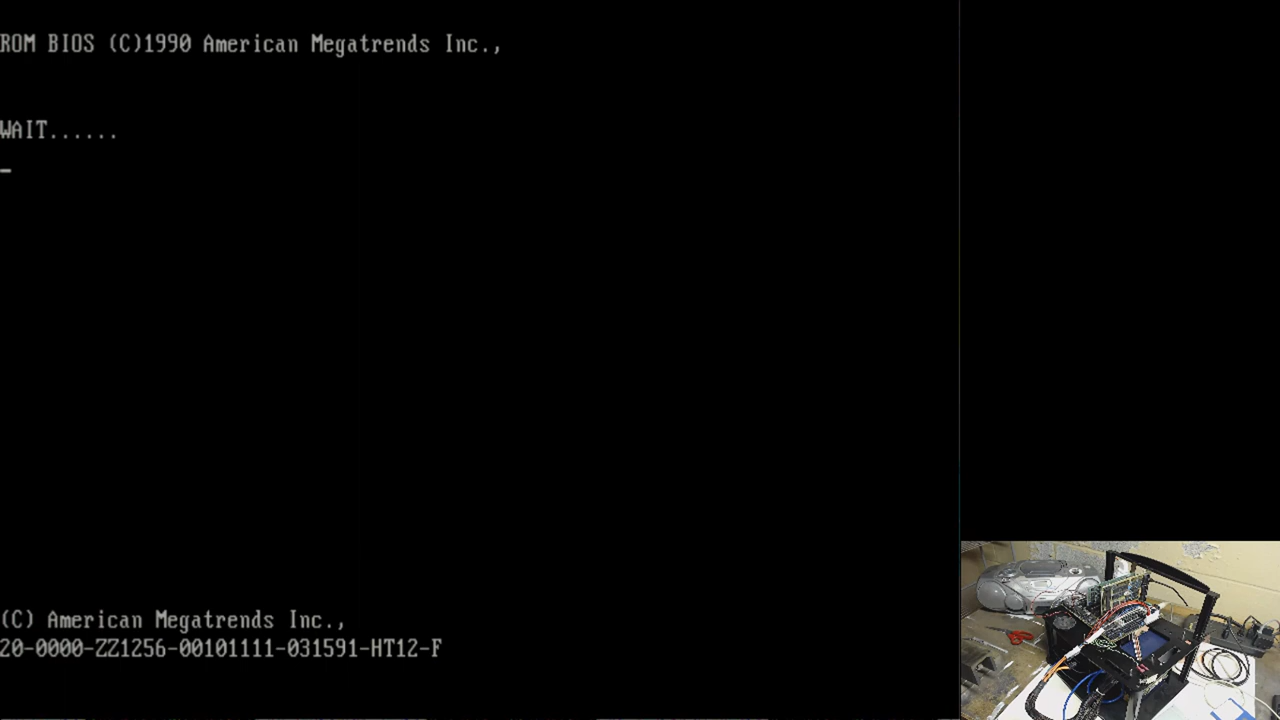 ROM BIOS (C)1990 American Megatrends Inc.,
WAIT......
(C) American Megatrends Inc.,
20-0000-ZZ1256-00101111-031591-HT12-F